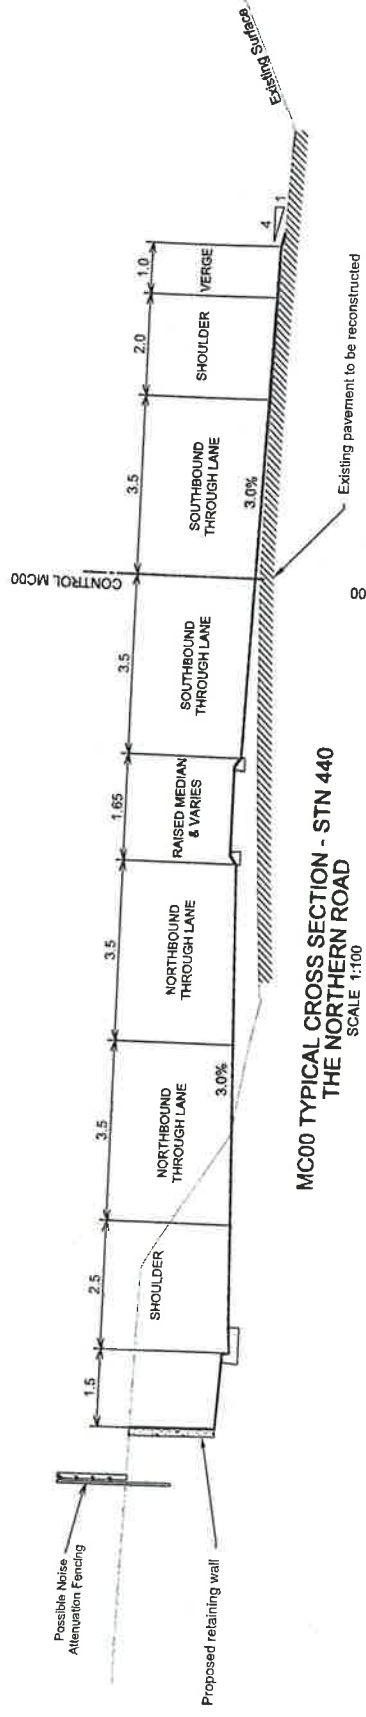 Possible Noise
Attenuation Fencing
Proposed retaining wall
1.5
2.5
3.5
3.5
1.65
3.5
3.5
2.0
1.0
SHOULDER
NORTHBOUND
THROUGH LANE
NORTHBOUND
THROUGH LANE
RAISED MEDIAN
& VARIES
SOUTHBOUND
THROUGH LANE
CONTROL MC00
SOUTHBOUND
THROUGH LANE
SHOULDER
VERGE
3.0%
3.0%
4
1
Existing Surface
Existing pavement to be reconstructed
00
MC00 TYPICAL CROSS SECTION - STN 440
THE NORTHERN ROAD
SCALE 1:100